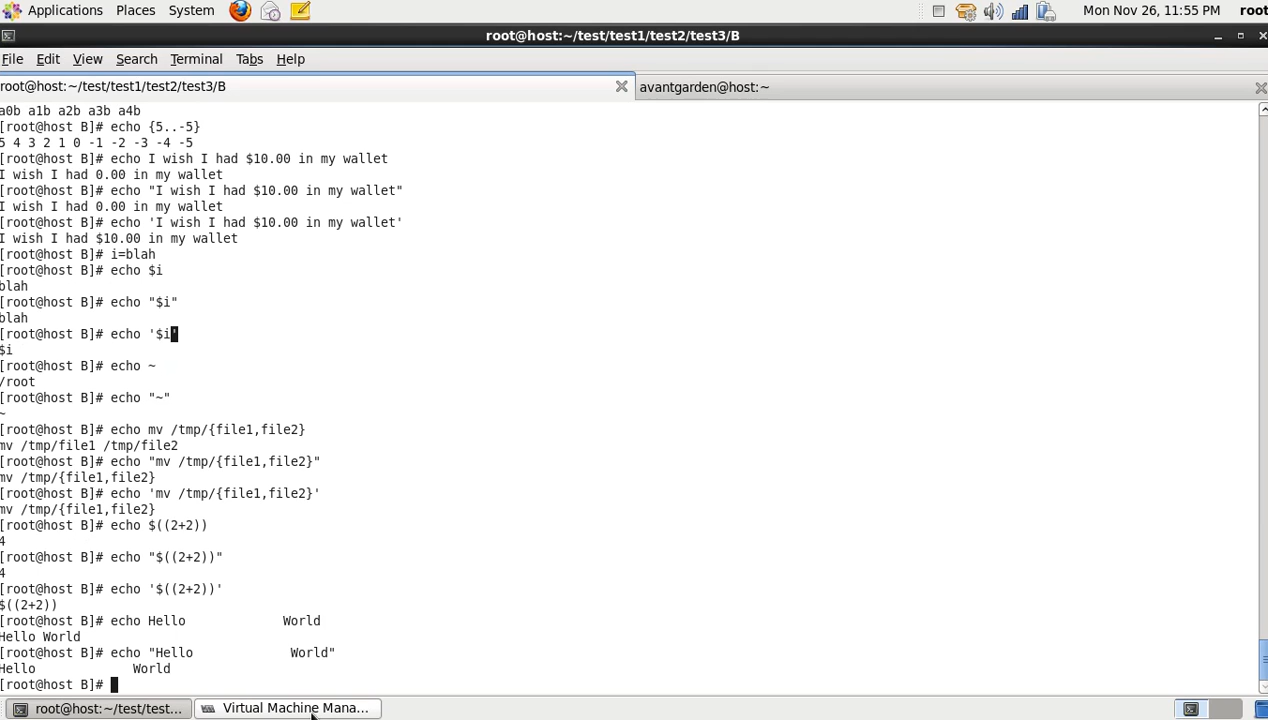 Applications Places System Mon Nov 26, 11:55 PM root
root@host:~/test/test1/test2/test3/B
File Edit View Search Terminal Tabs Help
root@host:~/test/test1/test2/test3/B avantgarden@host:~
a0b a1b a2b a3b a4b
[root@host B]# echo {5..-5}
5 4 3 2 1 0 -1 -2 -3 -4 -5
[root@host B]# echo I wish I had $10.00 in my wallet
I wish I had 0.00 in my wallet
[root@host B]# echo "I wish I had $10.00 in my wallet"
I wish I had 0.00 in my wallet
[root@host B]# echo 'I wish I had $10.00 in my wallet'
I wish I had $10.00 in my wallet
[root@host B]# i=blah
[root@host B]# echo $i
blah
[root@host B]# echo "$i"
blah
[root@host B]# echo '$i'
$i
[root@host B]# echo ~
/root
[root@host B]# echo "~"
~
[root@host B]# echo mv /tmp/{file1,file2}
mv /tmp/file1 /tmp/file2
[root@host B]# echo "mv /tmp/{file1,file2}"
mv /tmp/{file1,file2}
[root@host B]# echo 'mv /tmp/{file1,file2}'
mv /tmp/{file1,file2}
[root@host B]# echo $((2+2))
4
[root@host B]# echo "$((2+2))"
4
[root@host B]# echo '$((2+2))'
$((2+2))
[root@host B]# echo Hello             World
Hello World
[root@host B]# echo "Hello             World"
Hello             World
[root@host B]#
root@host:~/test/test... Virtual Machine Mana...